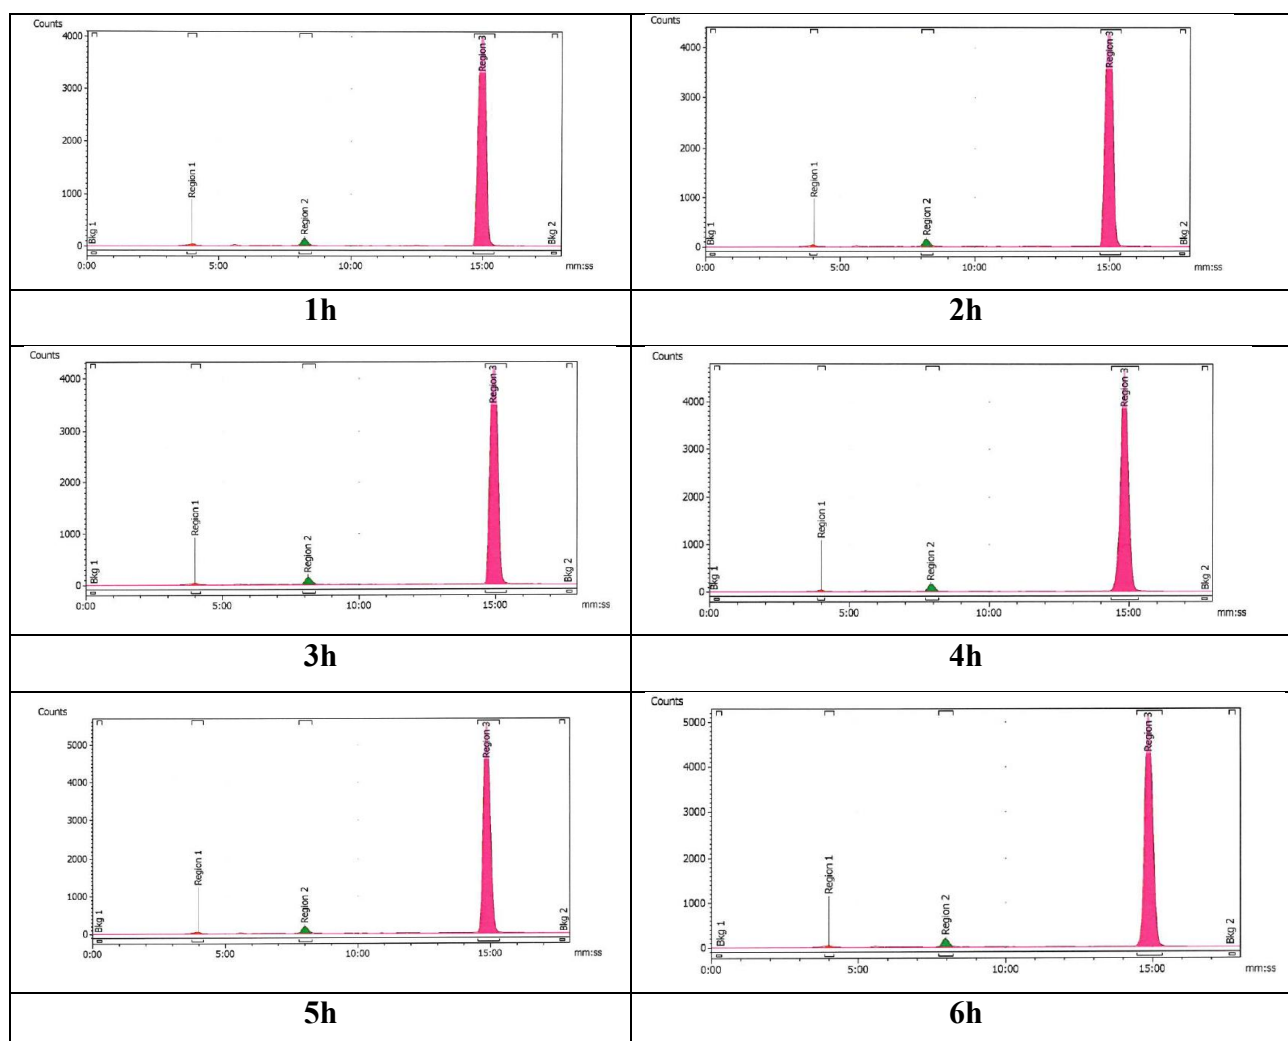 Counts
4000
3000
2000
1000
0
Bkg 1
Region 1
Region 2
Region 3
Bkg 2
0:00 5:00 10:00 15:00 mm:ss
1h
Counts
4000
3000
2000
1000
0
Bkg 1
Region 1
Region 2
Region 3
Bkg 2
0:00 5:00 10:00 15:00 mm:ss
2h
Counts
4000
3000
2000
1000
0
Bkg 1
Region 1
Region 2
Region 3
Bkg 2
0:00 5:00 10:00 15:00 mm:ss
3h
Counts
4000
3000
2000
1000
0
Bkg 1
Region 1
Region 2
Region 3
Bkg 2
0:00 5:00 10:00 15:00 mm:ss
4h
Counts
5000
4000
3000
2000
1000
0
Bkg 1
Region 1
Region 2
Region 3
Bkg 2
0:00 5:00 10:00 15:00 mm:ss
5h
Counts
5000
4000
3000
2000
1000
0
Bkg 1
Region 1
Region 2
Region 3
Bkg 2
0:00 5:00 10:00 15:00 mm:ss
6h